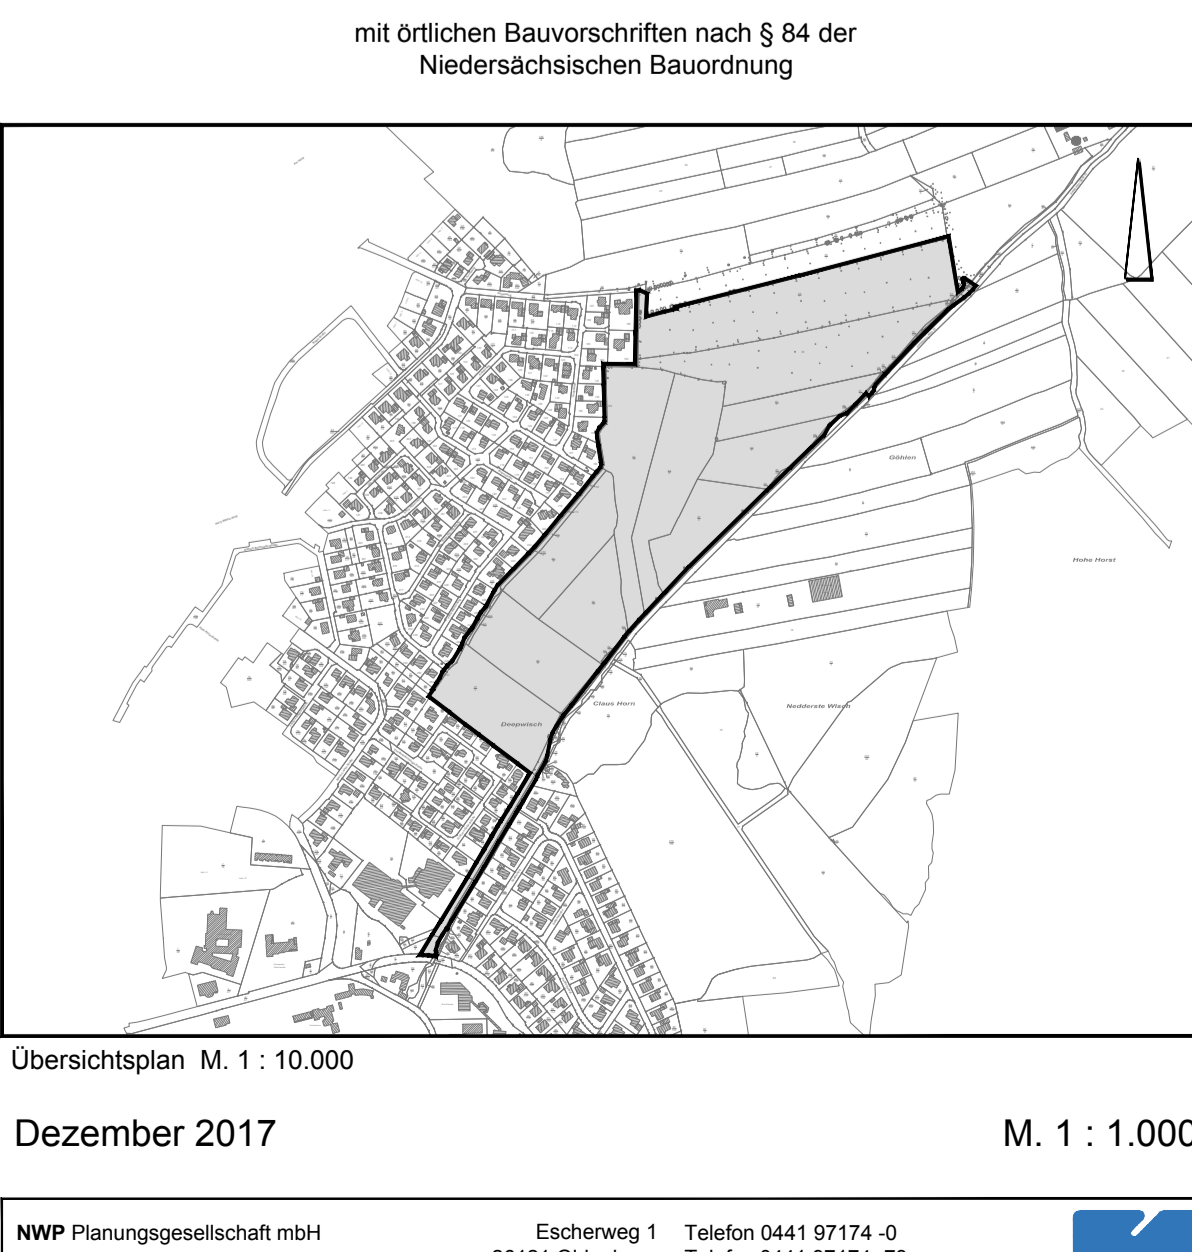 mit örtlichen Bauvorschriften nach § 84 der
Niedersächsischen Bauordnung
Göhlen
Hohe Horst
Claus Horn
Nedderste Wisch
Deepwisch
Übersichtsplan M. 1 : 10.000
Dezember 2017
M. 1 : 1.000
NWP Planungsgesellschaft mbH
Escherweg 1
Telefon 0441 97174 -0